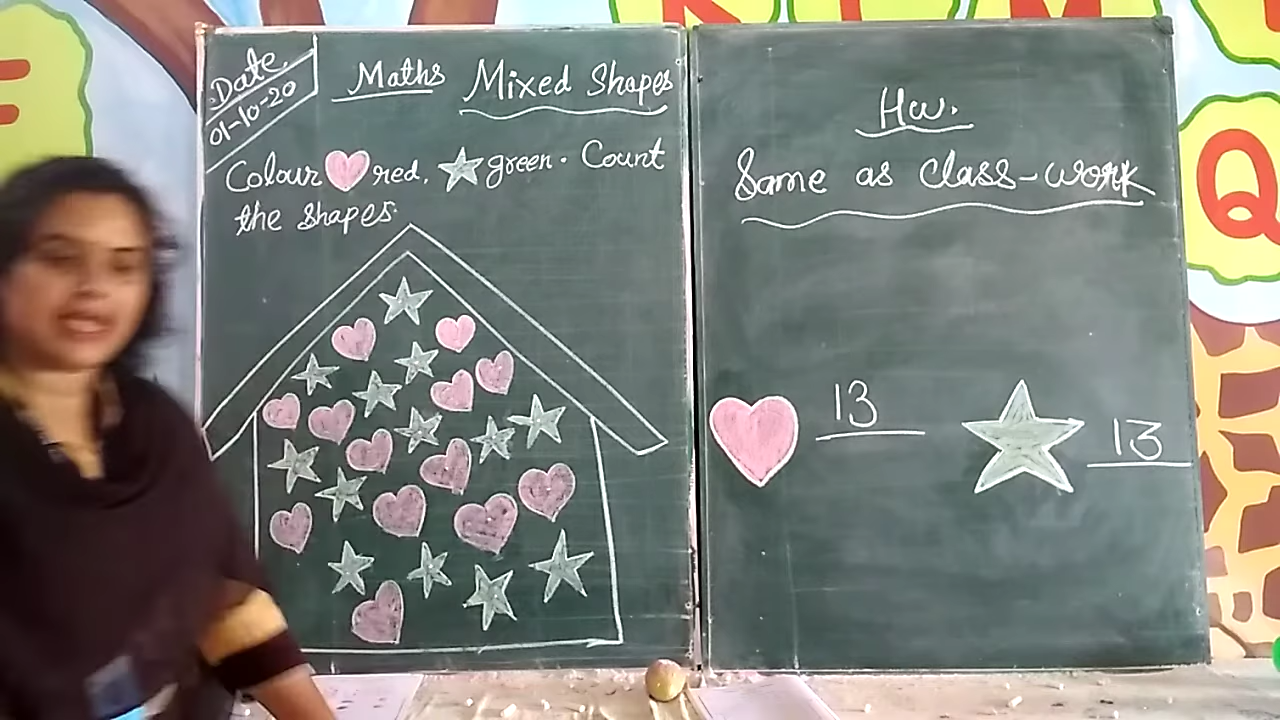 Date
01-10-20
Maths Mixed Shapes
Colour red, green. Count
the shapes.
Hw.
Same as class-work
13
13
Q